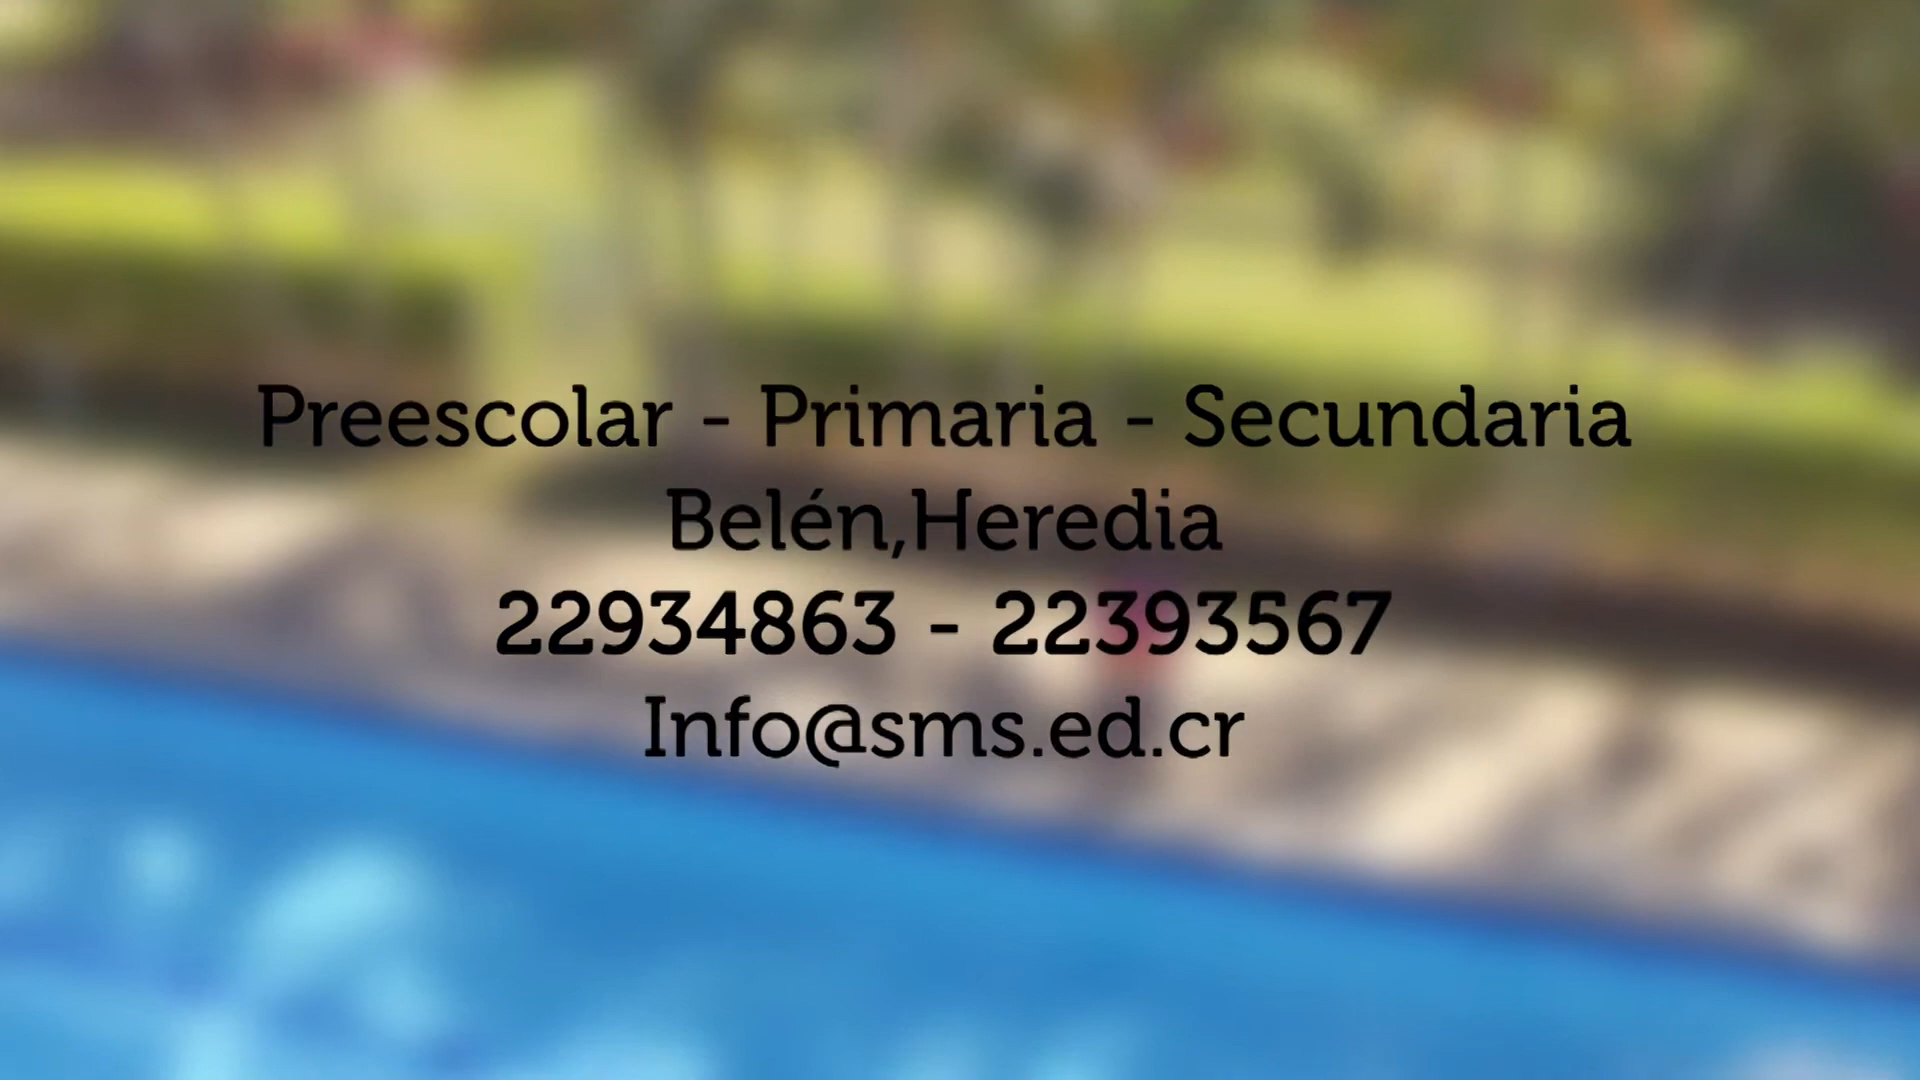 Preescolar - Primaria - Secundaria
Belén,Heredia
22934863 - 22393567
Info@sms.ed.cr